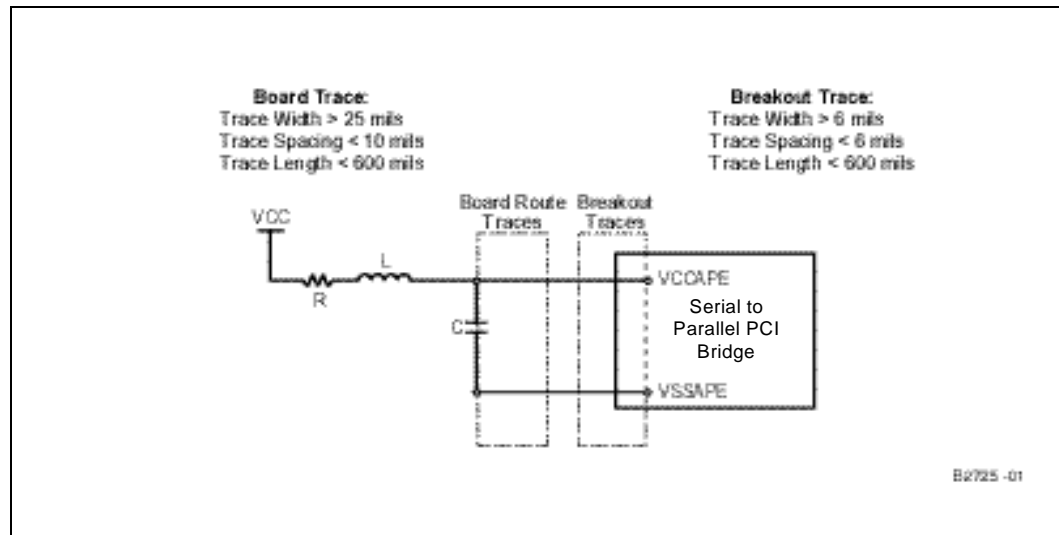 Board Trace:
Trace Width > 25 mils
Trace Spacing < 10 mils
Trace Length < 600 mils
Breakout Trace:
Trace Width > 6 mils
Trace Spacing < 6 mils
Trace Length < 600 mils
Board Route
Traces
Breakout
Traces
VCC
R
L
C
VCCAPE
Serial to
Parallel PCI
Bridge
VSSAPE
B2725 -01